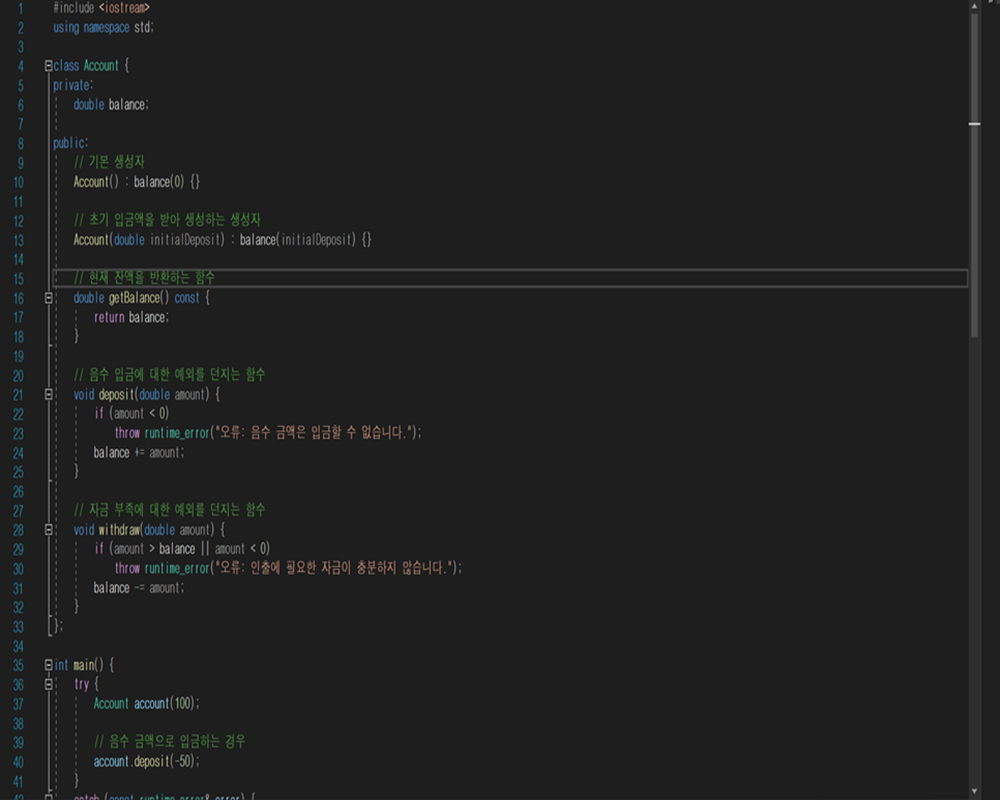 1 #include <iostream>
2 using namespace std;
3
4 class Account {
5 private:
6 double balance;
7
8 public:
9 // 기본 생성자
10 Account() : balance(0) {}
11
12 // 초기 입금액을 받아 생성하는 생성자
13 Account(double initialDeposit) : balance(initialDeposit) {}
14
15 // 현재 잔액을 반환하는 함수
16 double getBalance() const {
17 return balance;
18 }
19
20 // 음수 입금에 대한 예외를 던지는 함수
21 void deposit(double amount) {
22 if (amount < 0)
23 throw runtime_error("오류: 음수 금액은 입금할 수 없습니다.");
24 balance += amount;
25 }
26
27 // 자금 부족에 대한 예외를 던지는 함수
28 void withdraw(double amount) {
29 if (amount > balance || amount < 0)
30 throw runtime_error("오류: 인출에 필요한 자금이 충분하지 않습니다.");
31 balance -= amount;
32 }
33 };
34
35 int main() {
36 try {
37 Account account(100);
38
39 // 음수 금액으로 입금하는 경우
40 account.deposit(-50);
41 }
42 catch (const runtime_error& error) {